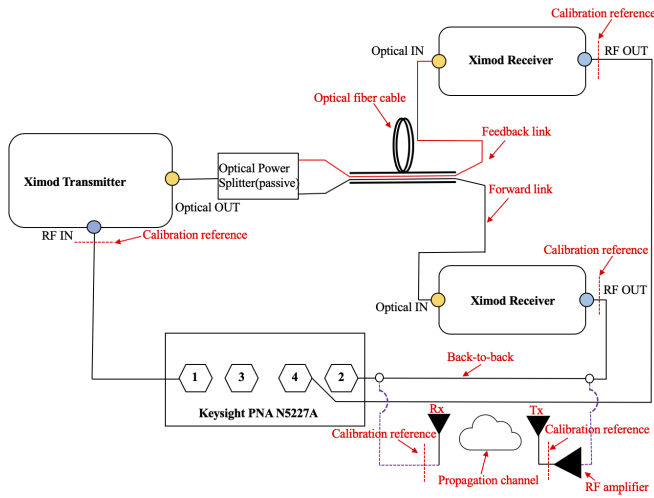 Calibration reference
Optical IN
Ximod Receiver
RF OUT
Optical fiber cable
Feedback link
Optical Power
Splitter(passive)
Ximod Transmitter
Optical OUT
Forward link
RF IN
Calibration reference
Calibration reference
RF OUT
Optical IN
Ximod Receiver
Back-to-back
1
3
4
2
Keysight PNA N5227A
Rx
Tx
Calibration reference
Calibration reference
Propagation channel
RF amplifier